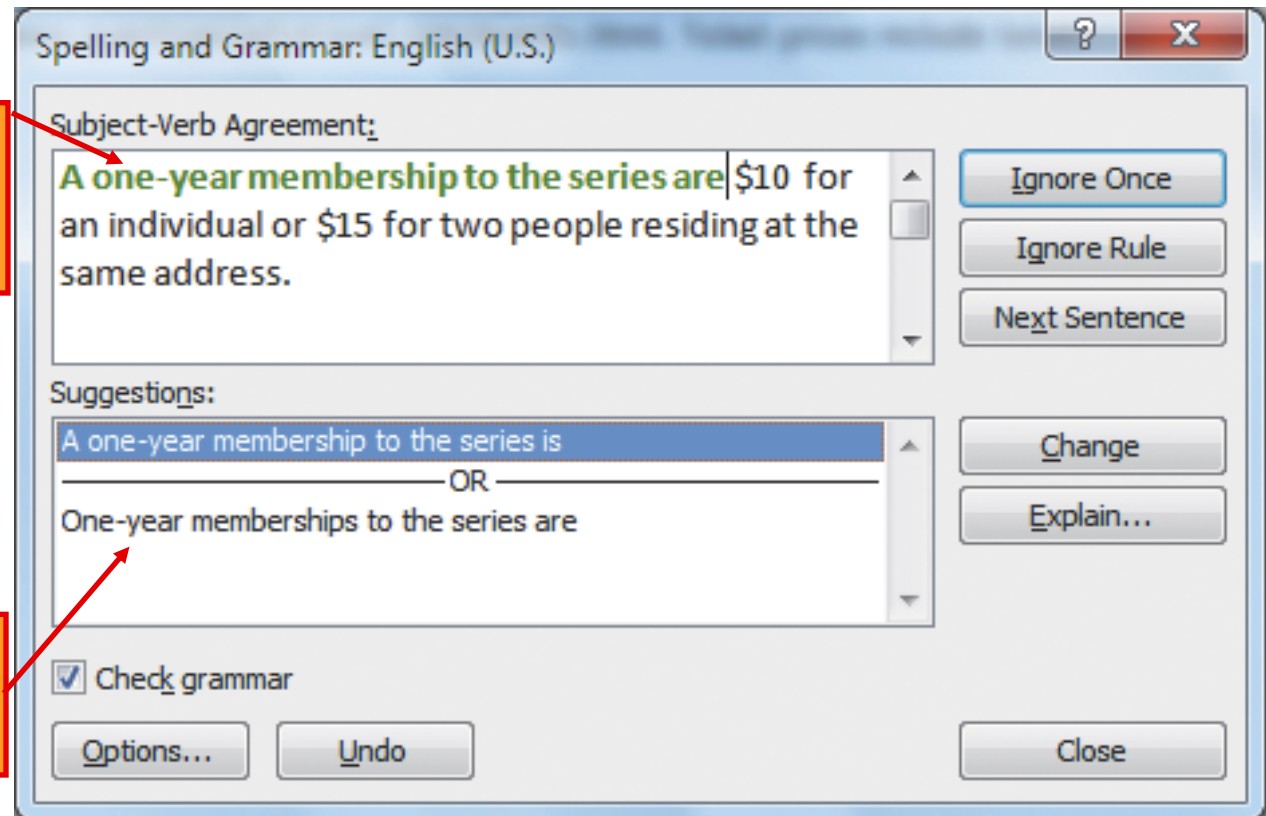 Spelling and Grammar: English (U.S.)
Subject-Verb Agreement:
A one-year membership to the series are $10 for
an individual or $15 for two people residing at the
same address.
Ignore Once
Ignore Rule
Next Sentence
Suggestions:
A one-year membership to the series is
OR
One-year memberships to the series are
Change
Explain...
Check grammar
Options...
Undo
Close